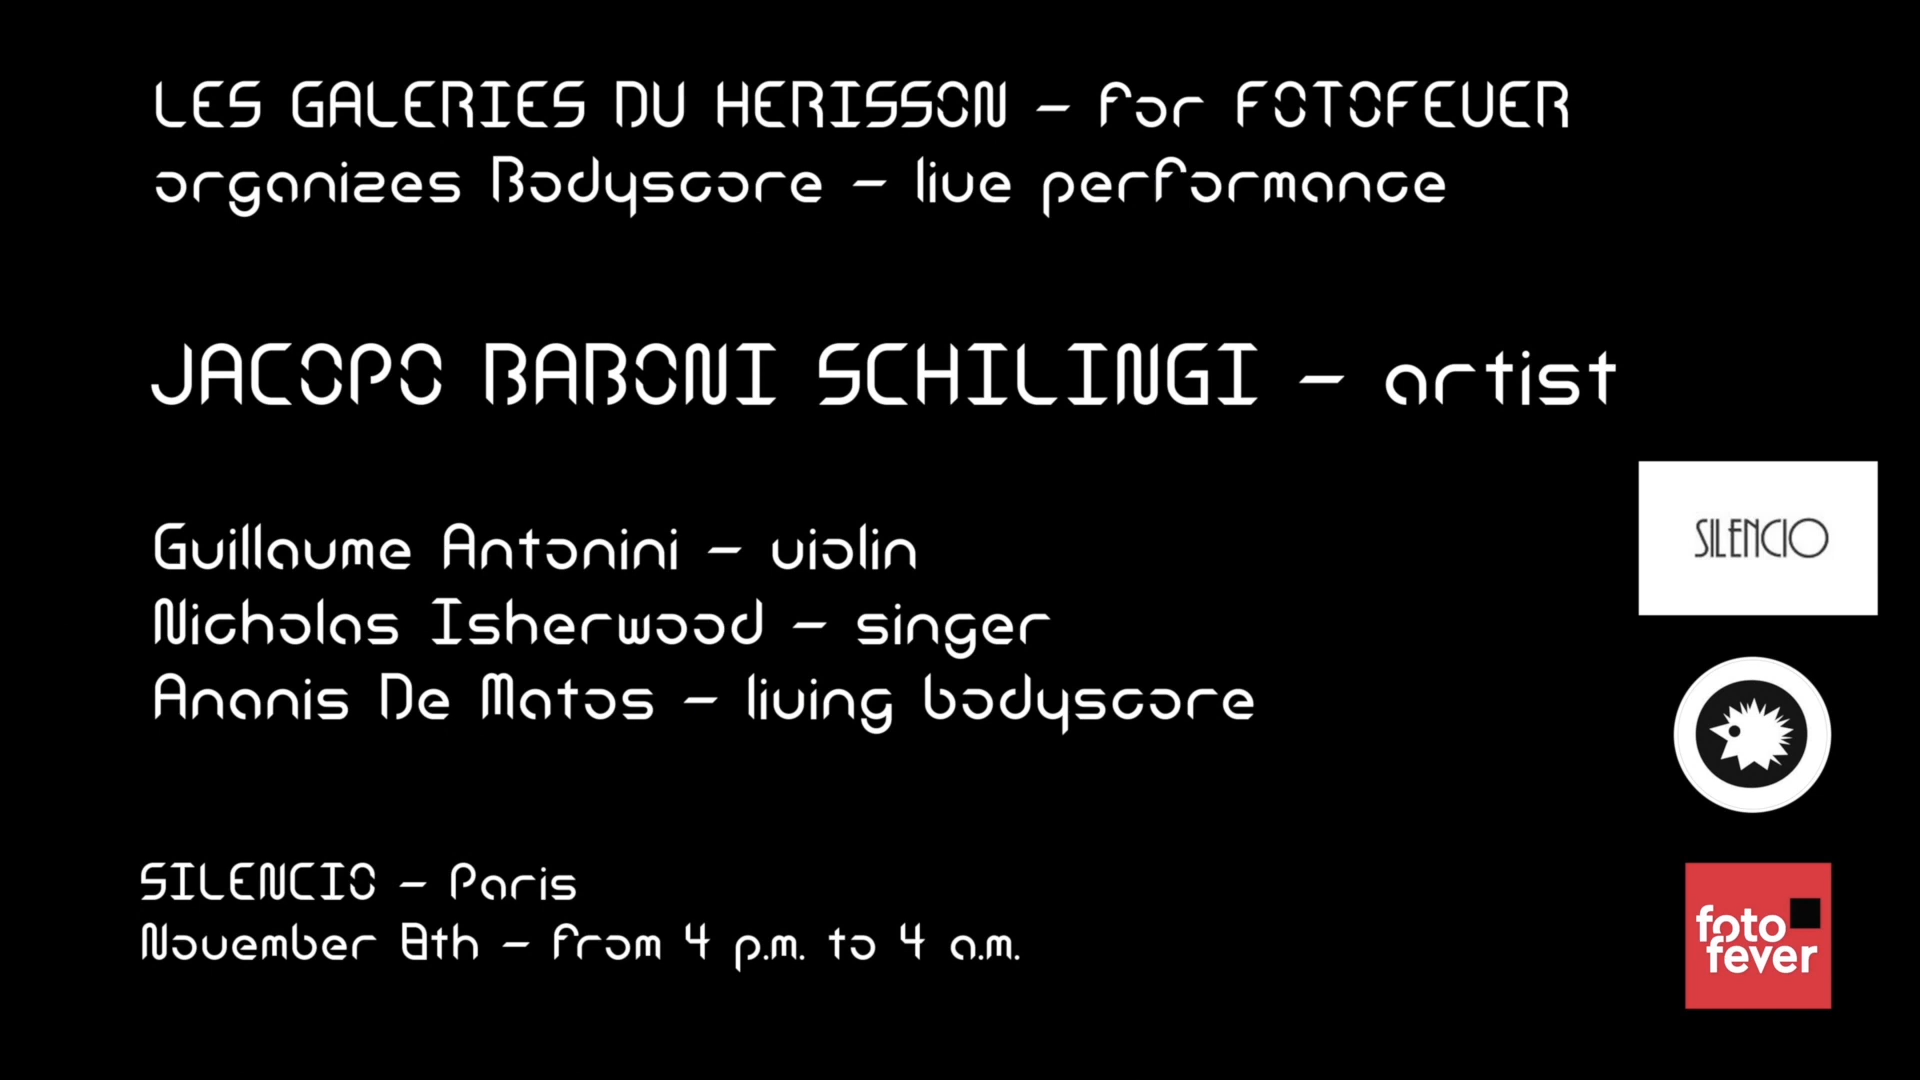 LES GALERIES DU HERISSON - for FOTOFEVER
organizes Bodyscore - live performance
JACOPO BABONI SCHILINGI - artist
Guillaume Antonini - violin
Nicholas Isherwood - singer
Ananis De Matos - living bodyscore
SILENCIO
SILENCIO - Paris
November 8th - from 4 p.m. to 4 a.m.
foto
fever